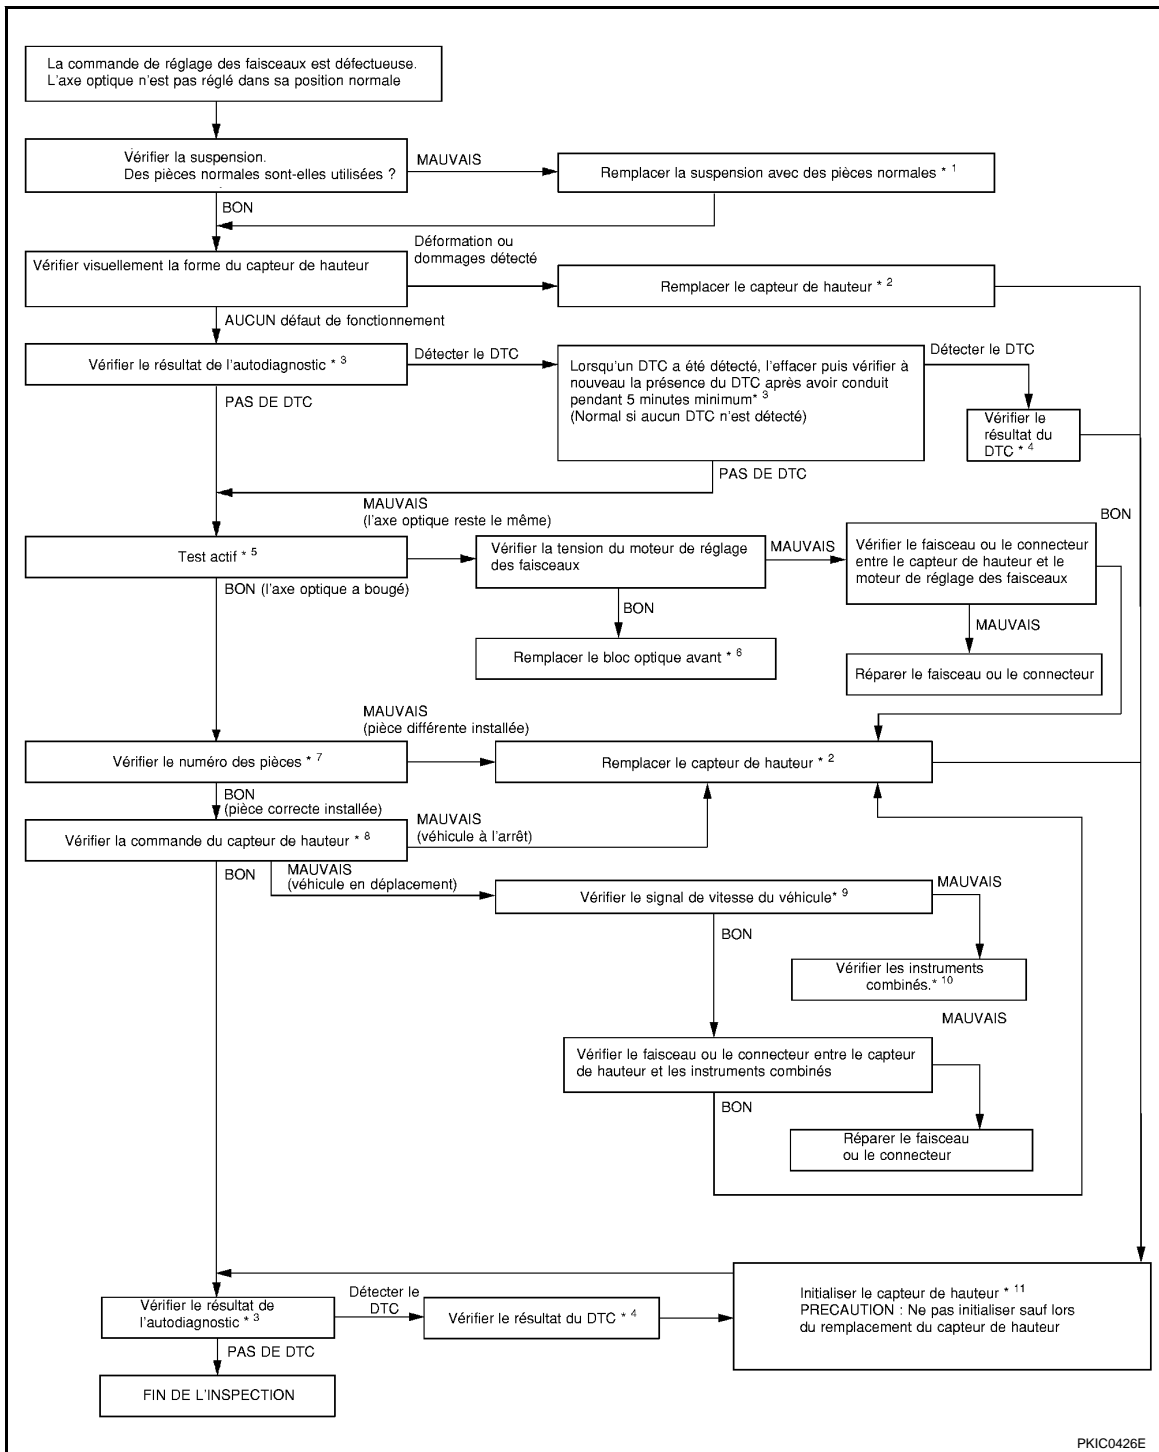 La commande de réglage des faisceaux est défectueuse.
L'axe optique n'est pas réglé dans sa position normale
Vérifier la suspension.
Des pièces normales sont-elles utilisées ?
MAUVAIS
Remplacer la suspension avec des pièces normales * 1
BON
Vérifier visuellement la forme du capteur de hauteur
Déformation ou
dommages détecté
Remplacer le capteur de hauteur * 2
AUCUN défaut de fonctionnement
Vérifier le résultat de l'autodiagnostic * 3
Détecter le DTC
Lorsqu'un DTC a été détecté, l'effacer puis vérifier à
nouveau la présence du DTC après avoir conduit
pendant 5 minutes minimum* 3
(Normal si aucun DTC n'est détecté)
Détecter le DTC
Vérifier le
résultat du
DTC * 4
PAS DE DTC
PAS DE DTC
MAUVAIS
(l'axe optique reste le même)
BON
Test actif * 5
Vérifier la tension du moteur de réglage
des faisceaux
MAUVAIS
Vérifier le faisceau ou le connecteur
entre le capteur de hauteur et le
moteur de réglage des faisceaux
BON (l'axe optique a bougé)
BON
MAUVAIS
Remplacer le bloc optique avant * 6
Réparer le faisceau ou le connecteur
MAUVAIS
(pièce différente installée)
Vérifier le numéro des pièces * 7
Remplacer le capteur de hauteur * 2
BON
(pièce correcte installée)
MAUVAIS
(véhicule à l'arrêt)
Vérifier la commande du capteur de hauteur * 8
BON
MAUVAIS
(véhicule en déplacement)
Vérifier le signal de vitesse du véhicule* 9
MAUVAIS
BON
Vérifier les instruments
combinés.* 10
MAUVAIS
Vérifier le faisceau ou le connecteur entre le capteur
de hauteur et les instruments combinés
BON
Réparer le faisceau
ou le connecteur
Initialiser le capteur de hauteur * 11
PRECAUTION : Ne pas initialiser sauf lors
du remplacement du capteur de hauteur
Vérifier le résultat de
l'autodiagnostic * 3
Détecter le
DTC
Vérifier le résultat du DTC * 4
PAS DE DTC
FIN DE L'INSPECTION
PKIC0426E